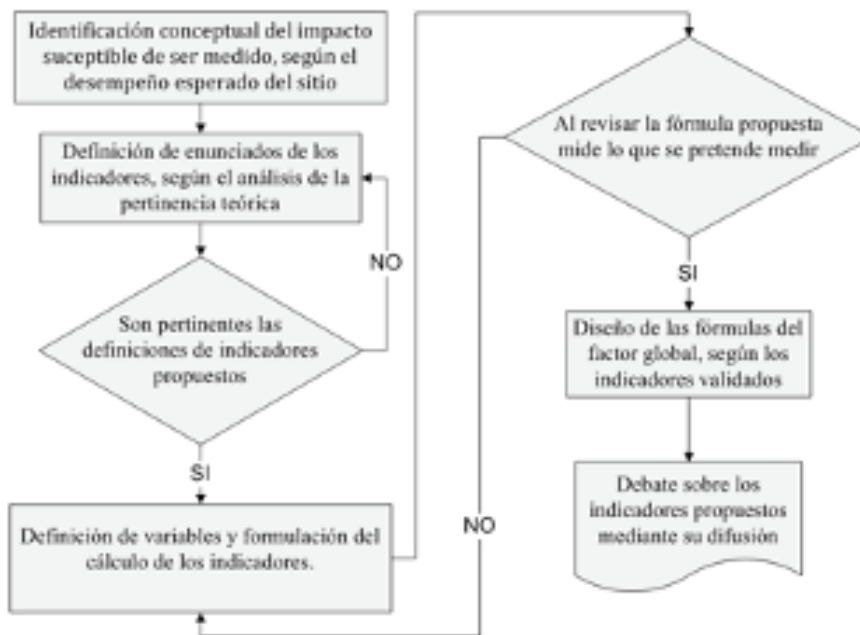 Identificación conceptual del impacto
suceptible de ser medido, según el
desempeño esperado del sitio
Definición de enunciados de los
indicadores, según el análisis de la
pertinencia teórica
NO
Son pertinentes las
definiciones de indicadores
propuestos
SI
Definición de variables y formulación del
cálculo de los indicadores.
Al revisar la fórmula propuesta
mide lo que se pretende medir
SI
NO
Diseño de las fórmulas del
factor global, según los
indicadores validados
Debate sobre los
indicadores propuestos
mediante su difusión